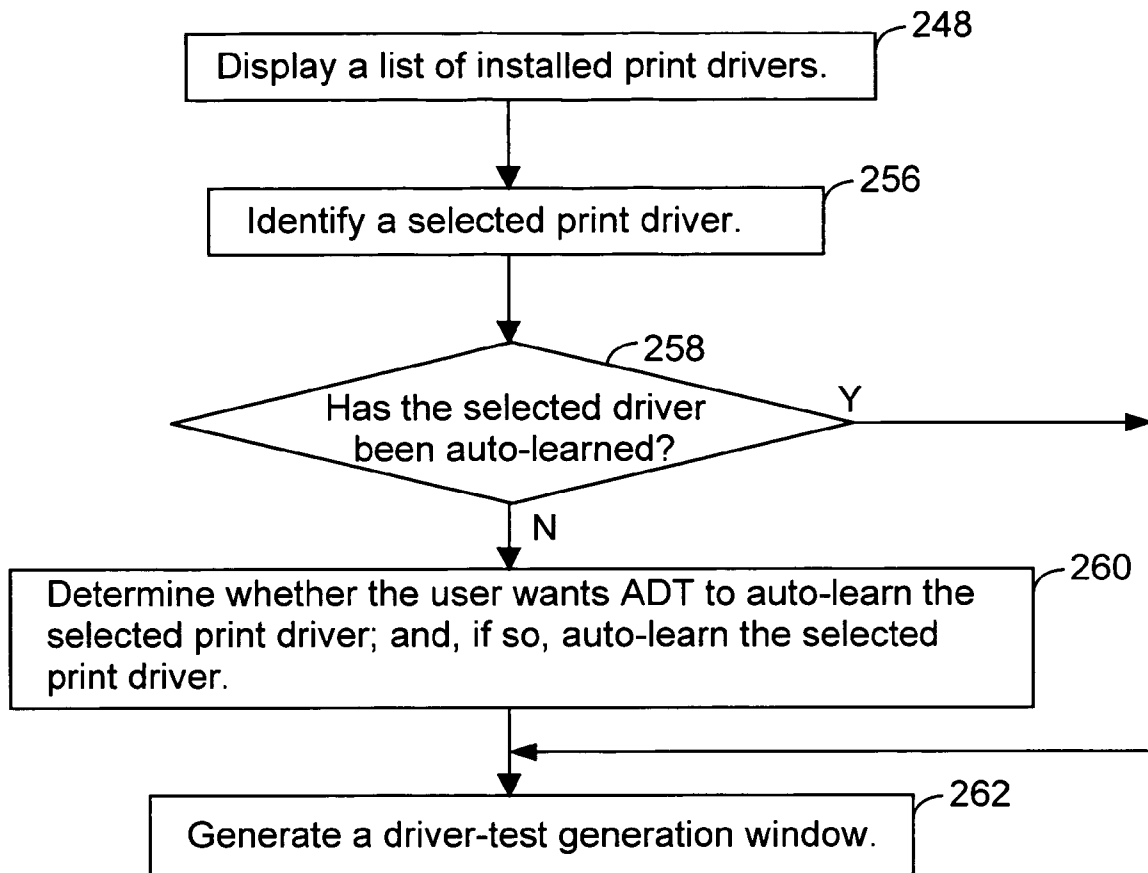 248
Display a list of installed print drivers.
256
Identify a selected print driver.
258
Has the selected driver
been auto-learned?
Y
N
260
Determine whether the user wants ADT to auto-learn the
selected print driver; and, if so, auto-learn the selected
print driver.
262
Generate a driver-test generation window.